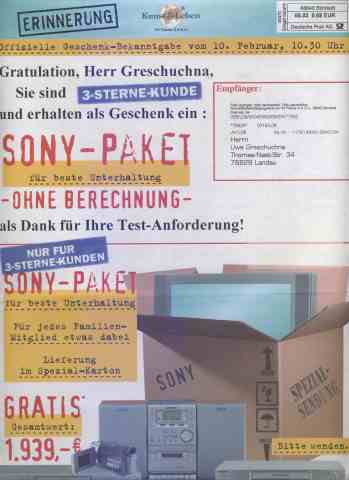 ERINNERUNG
Kunst&Leben
Deutsche Post AG
Offizielle Geschenk-Bekanntgabe vom 10. Februar, 10.30 Uhr
Gratulation, Herr Greschuchna,
Sie sind 3-STERNE-KUNDE
und erhalten als Geschenk ein :
SONY-PAKET
für beste Unterhaltung
-OHNE BERECHNUNG-
als Dank für Ihre Test-Anforderung!
Empfänger:
Herrn
Uwe Greschuchna
76829 Landau
NUR FÜR
3-STERNE-KUNDEN
SONY-PAKET
für beste Unterhaltung
Für jedes Familien-
Mitglied etwas dabei
Lieferung
im Spezial-Karton
GRATIS
Gesamtwert:
1.939,-€
SONY
SPEZIAL-
SENDUNG
Bitte wenden.